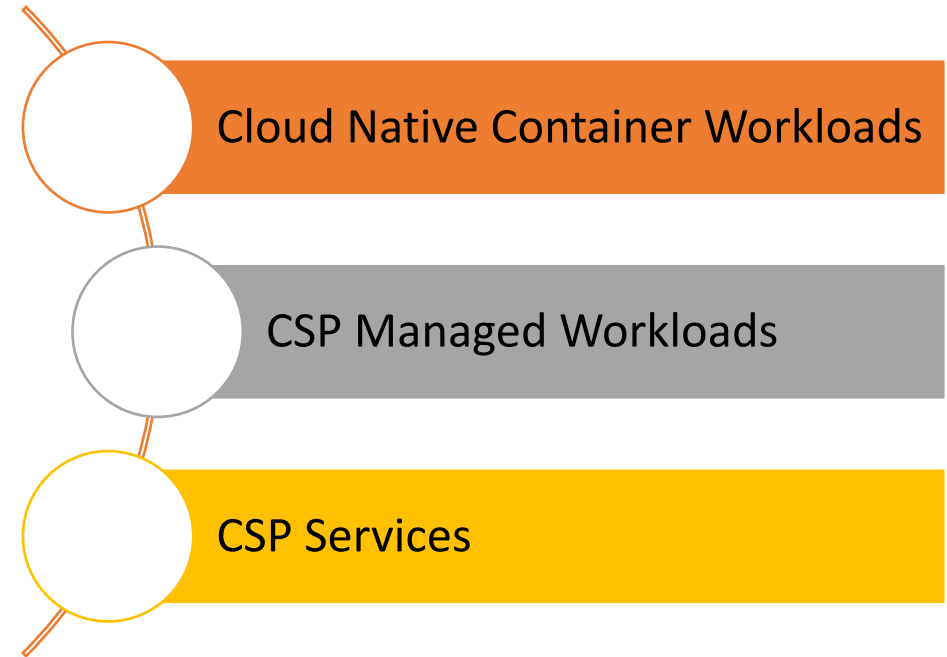 Cloud Native Container Workloads
CSP Managed Workloads
CSP Services